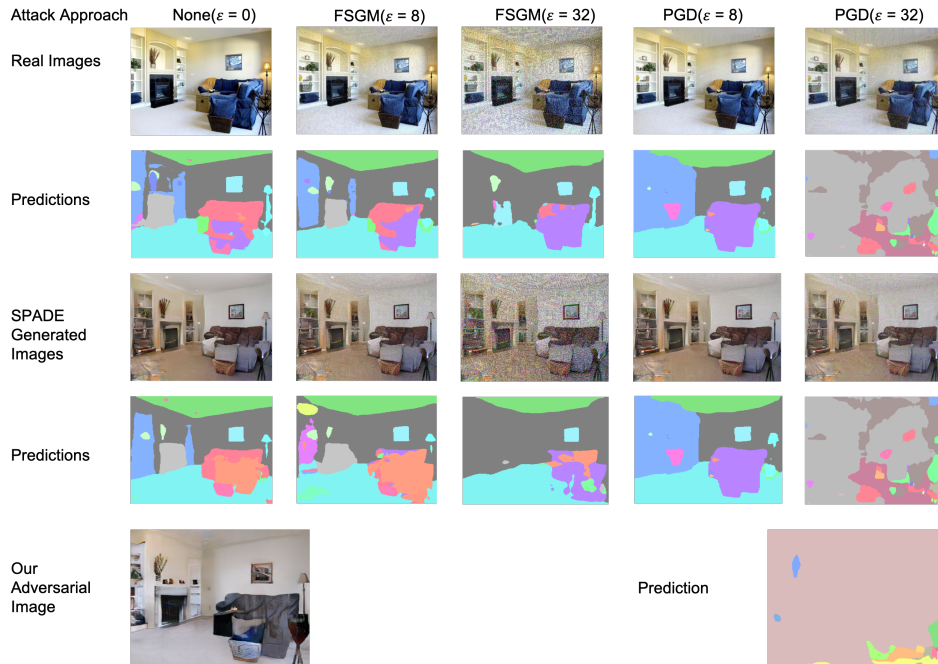 Attack Approach None(ε = 0) FSGM(ε = 8) FSGM(ε = 32) PGD(ε = 8) PGD(ε = 32)
Real Images
Predictions
SPADE
Generated
Images
Predictions
Our
Adversarial
Image
Prediction